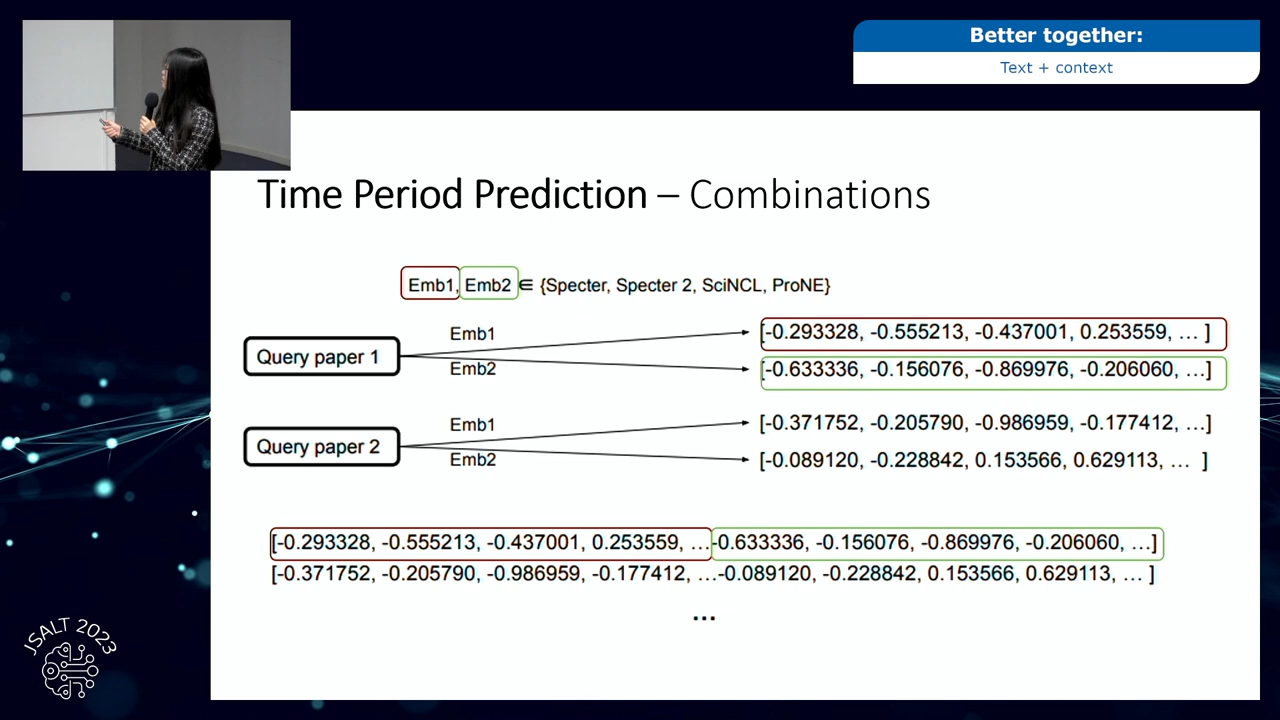 Better together:
Text + context
Time Period Prediction – Combinations
Emb1, Emb2 ∈ {Specter, Specter 2, SciNCL, ProNE}
Query paper 1
Emb1
[-0.293328, -0.555213, -0.437001, 0.253559, … ]
Emb2
[-0.633336, -0.156076, -0.869976, -0.206060, …]
Query paper 2
Emb1
[-0.371752, -0.205790, -0.986959, -0.177412, …]
Emb2
[-0.089120, -0.228842, 0.153566, 0.629113, … ]
[-0.293328, -0.555213, -0.437001, 0.253559, …-0.633336, -0.156076, -0.869976, -0.206060, …]
[-0.371752, -0.205790, -0.986959, -0.177412, …-0.089120, -0.228842, 0.153566, 0.629113, … ]
…
JSALT 2023